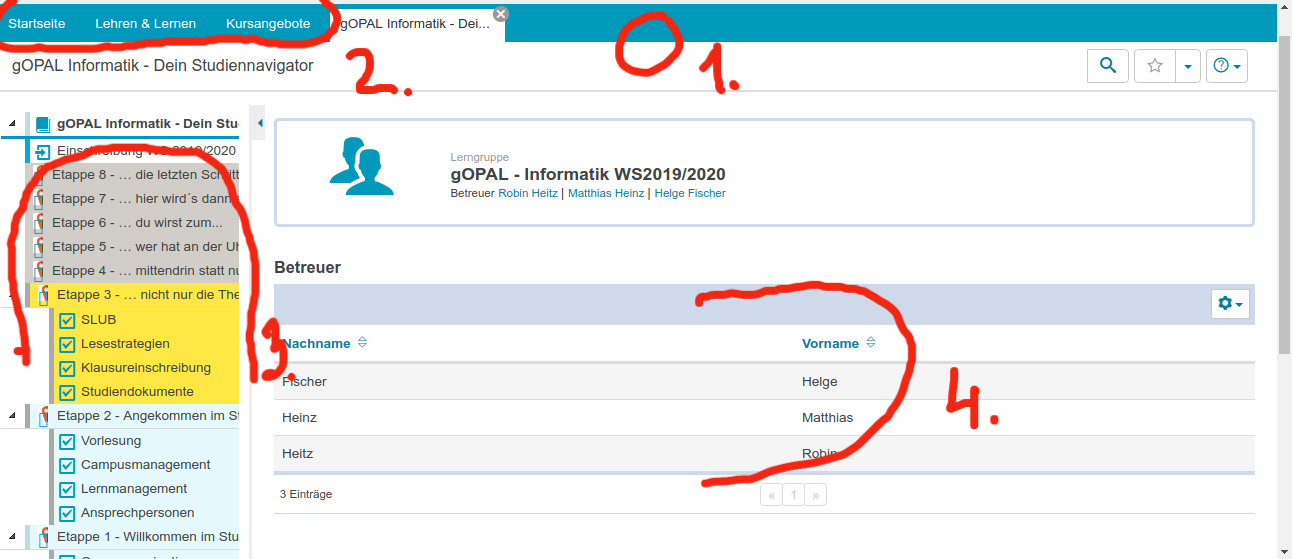 Startseite Lehren & Lernen Kursangebote gOPAL Informatik - Dei...
1.
2.
gOPAL Informatik - Dein Studiennavigator
gOPAL Informatik - Dein Stu
Einschreibung WS 2019/2020
Etappe 8 - … die letzten Schritt
Etappe 7 - … hier wird´s dann
Etappe 6 - … du wirst zum...
Etappe 5 - … wer hat an der Uh
Etappe 4 - … mittendrin statt nu
Etappe 3 - … nicht nur die The
SLUB
Lesestrategien
Klausureinschreibung
Studiendokumente
Etappe 2 - Angekommen im St
Vorlesung
Campusmanagement
Lernmanagement
Ansprechpersonen
Etappe 1 - Willkommen im Stu
3.
Lerngruppe
gOPAL - Informatik WS2019/2020
Betreuer Robin Heitz | Matthias Heinz | Helge Fischer
Betreuer
Nachname Vorname
Fischer Helge
Heinz Matthias
Heitz Robin
4.
3 Einträge « 1 »